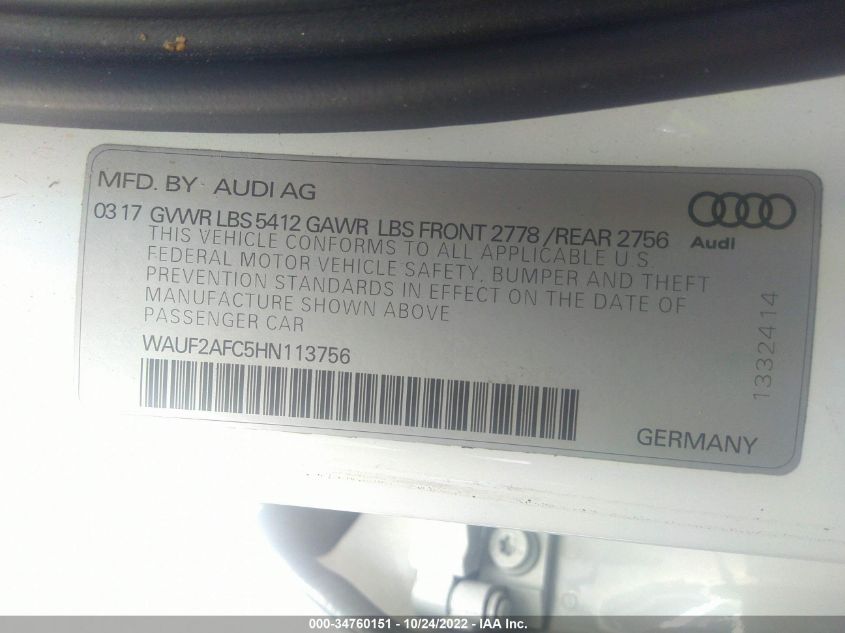 MFD. BY AUDI AG
03 17 GVWR LBS 5412 GAWR LBS FRONT 2778 /REAR 2756
THIS VEHICLE CONFORMS TO ALL APPLICABLE U.S.
FEDERAL MOTOR VEHICLE SAFETY, BUMPER AND THEFT
PREVENTION STANDARDS IN EFFECT ON THE DATE OF
MANUFACTURE SHOWN ABOVE
PASSENGER CAR
WAUF2AFC5HN113756
Audi
1332414
GERMANY
000-34760151 - 10/24/2022 - IAA Inc.